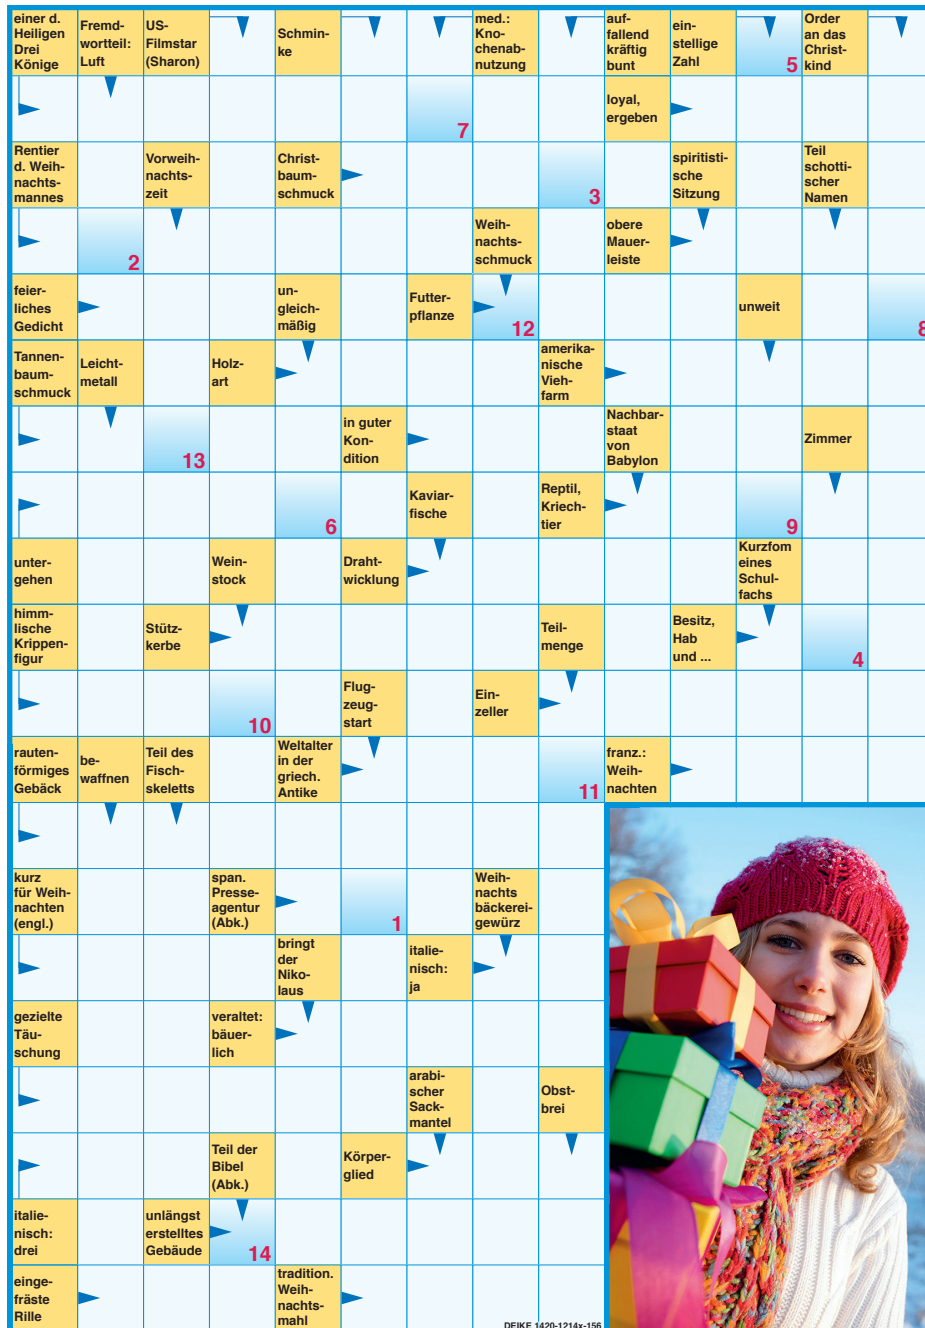 einer d.
Heiligen
Drei
Könige
Fremd-
wortteil:
Luft
US-
Filmstar
(Sharon)
Schmin-
ke
med.:
Kno-
chenab-
nutzung
auf-
fallend
kräftig
bunt
ein-
stellige
Zahl
5
Order
an das
Christ-
kind
7
loyal,
ergeben
Rentier
d. Weih-
nachts-
mannes
Vorweih-
nachts-
zeit
Christ-
baum-
schmuck
3
spiritisti-
sche
Sitzung
Teil
schotti-
scher
Namen
2
Weih-
nachts-
schmuck
obere
Mauer-
leiste
feier-
liches
Gedicht
un-
gleich-
mäßig
Futter-
pflanze
12
unweit
8
Tannen-
baum-
schmuck
Leicht-
metall
Holz-
art
amerika-
nische
Vieh-
farm
13
in guter
Kon-
dition
Nachbar-
staat
von
Babylon
Zimmer
6
Kaviar-
fische
Reptil,
Kriech-
tier
9
unter-
gehen
Wein-
stock
Draht-
wicklung
Kurzfom
eines
Schul-
fachs
himm-
lische
Krippen-
figur
Stütz-
kerbe
Teil-
menge
Besitz,
Hab
und ...
4
10
Flug-
zeug-
start
Ein-
zeller
rauten-
förmiges
Gebäck
be-
waffnen
Teil des
Fisch-
skeletts
Weltalter
in der
griech.
Antike
11
franz.:
Weih-
nachten
kurz
für Weih-
nachten
(engl.)
span.
Presse-
agentur
(Abk.)
1
Weih-
nachts
bäckerei-
gewürz
bringt
der
Niko-
laus
italie-
nisch:
ja
gezielte
Täu-
schung
veraltet:
bäuer-
lich
arabi-
scher
Sack-
mantel
Obst-
brei
Teil der
Bibel
(Abk.)
Körper-
glied
italie-
nisch:
drei
unlängst
erstelltes
Gebäude
14
einge-
fräste
Rille
tradition.
Weih-
nachts-
mahl
DEIKE 1420-1214x-156